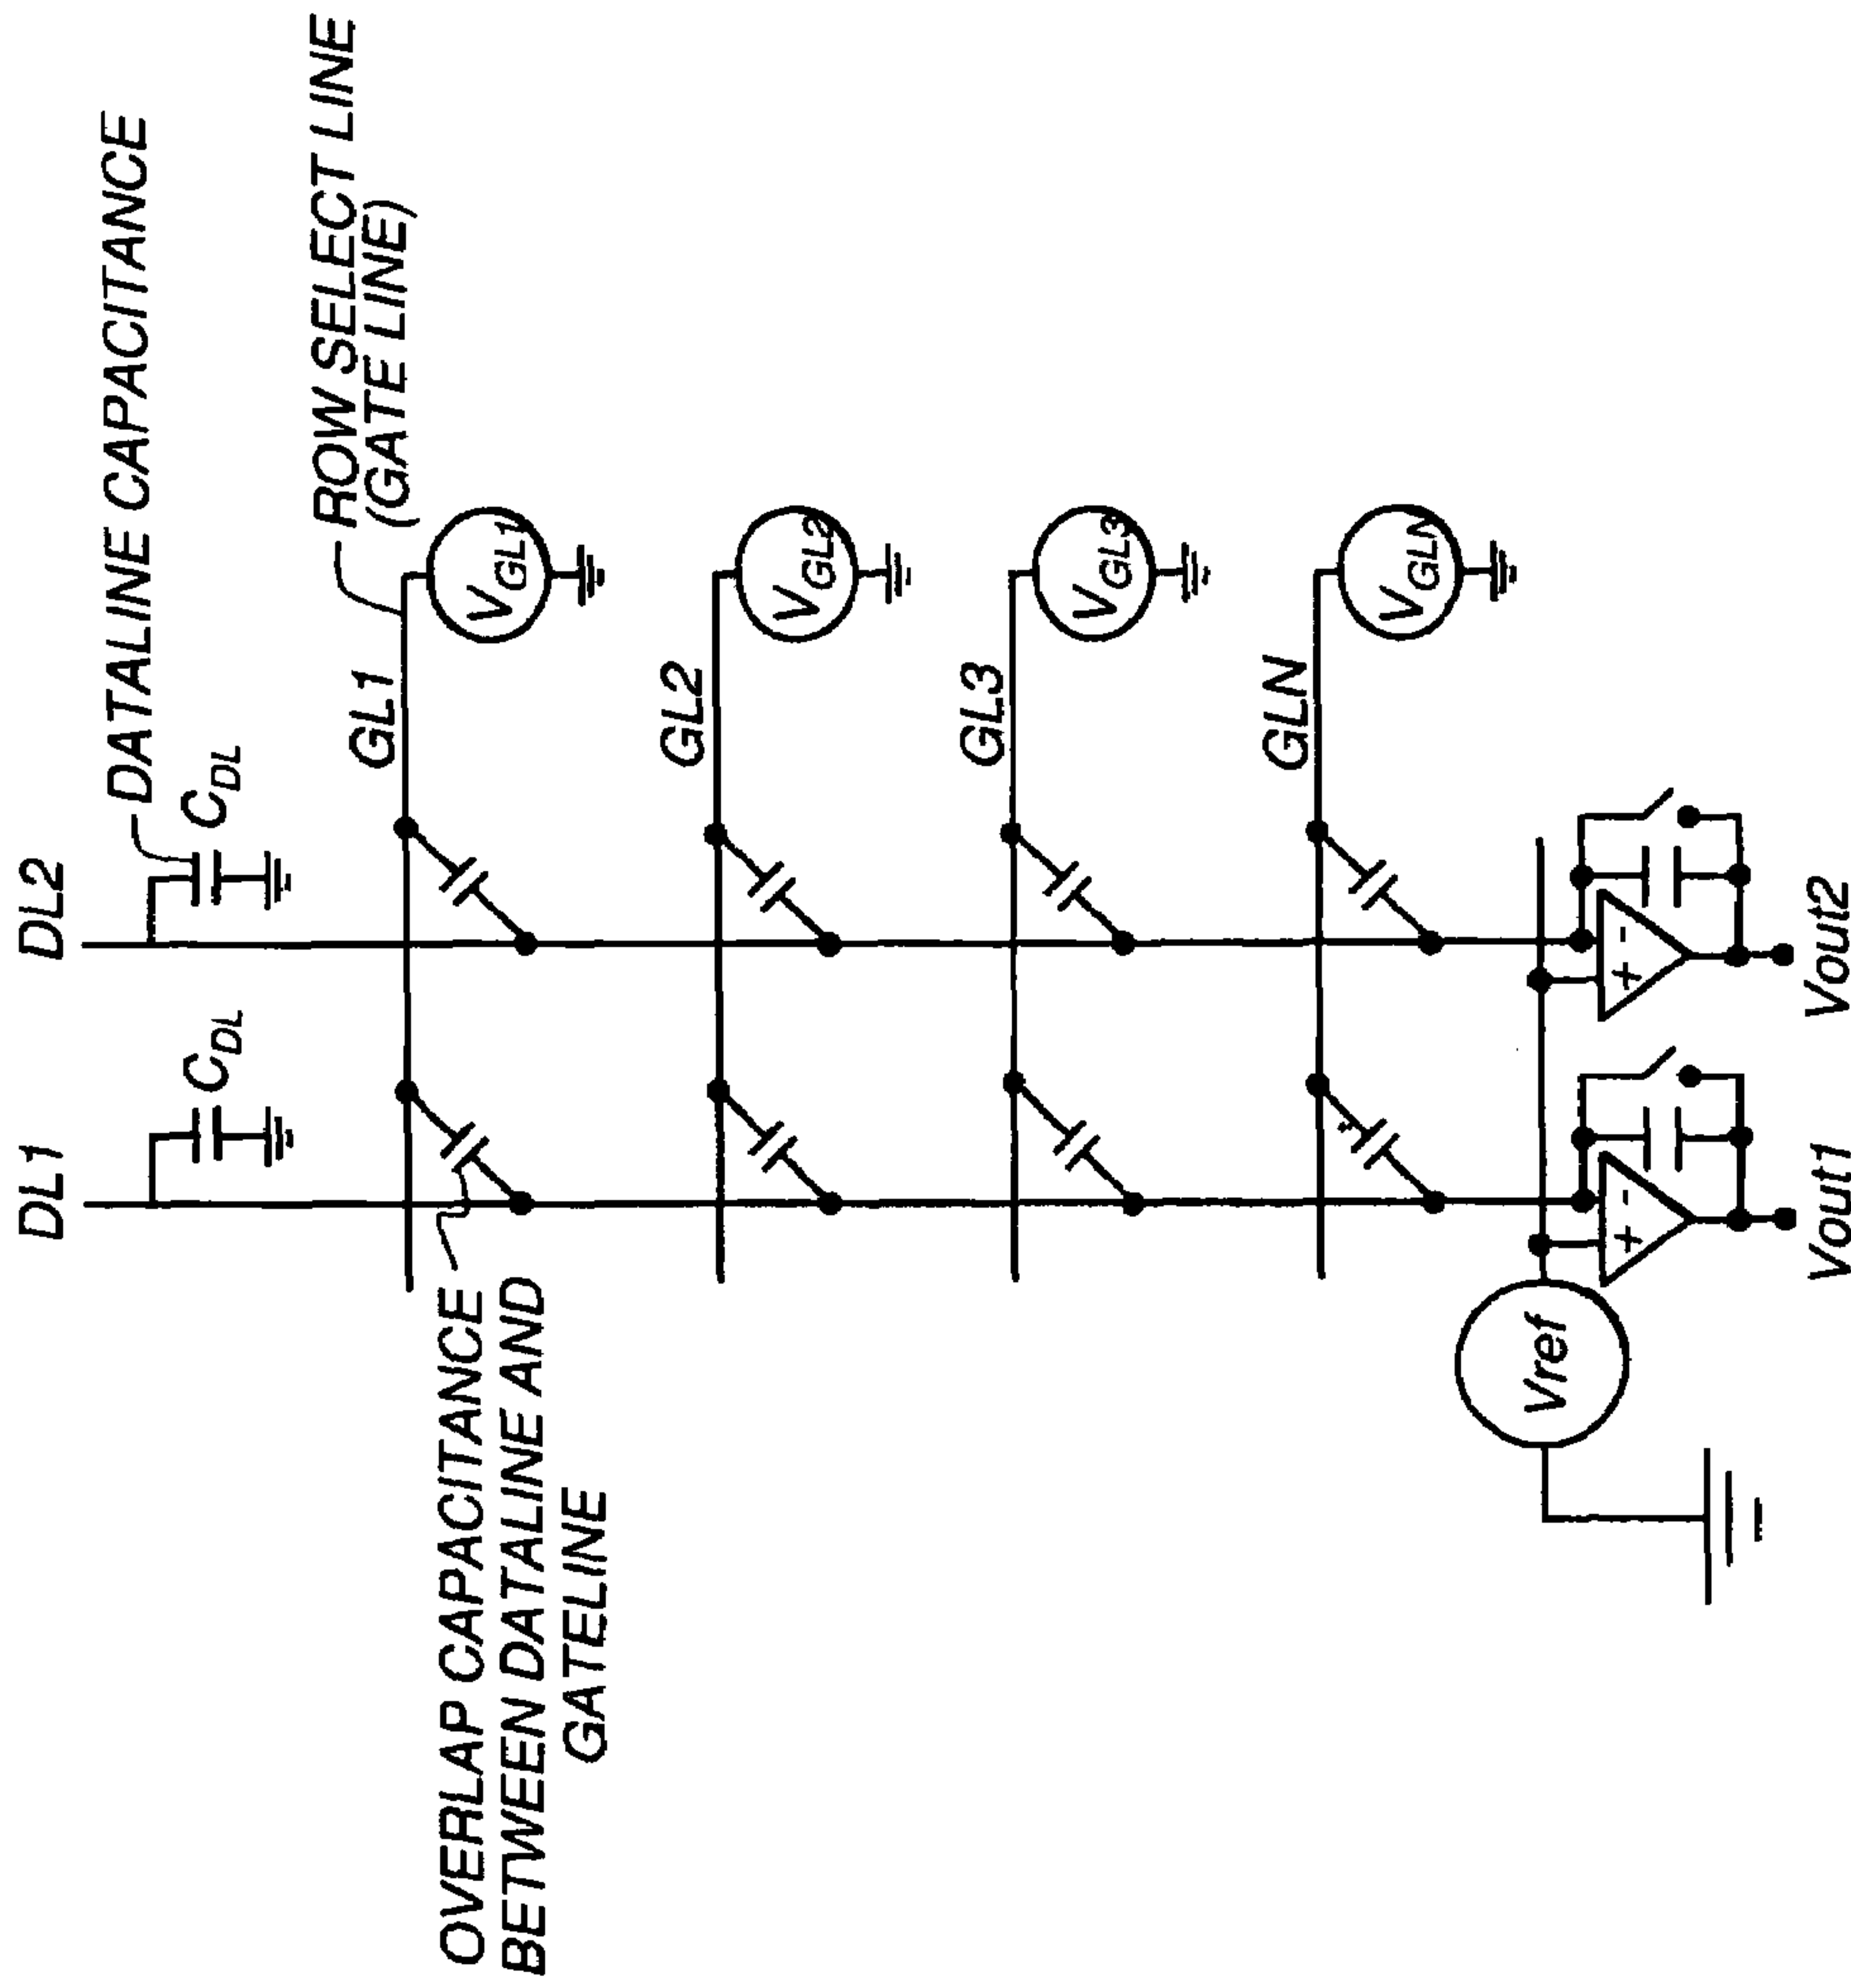 DL1
DL2
DATALINE CAPACITANCE
C_DL
C_DL
ROW SELECT LINE
(GATE LINE)
GL1
V_GL1
OVERLAP CAPACITANCE
BETWEEN DATALINE AND
GATELINE
GL2
V_GL2
GL3
V_GL3
GLN
V_GLN
Vref
+ -
+ -
Vout1
Vout2